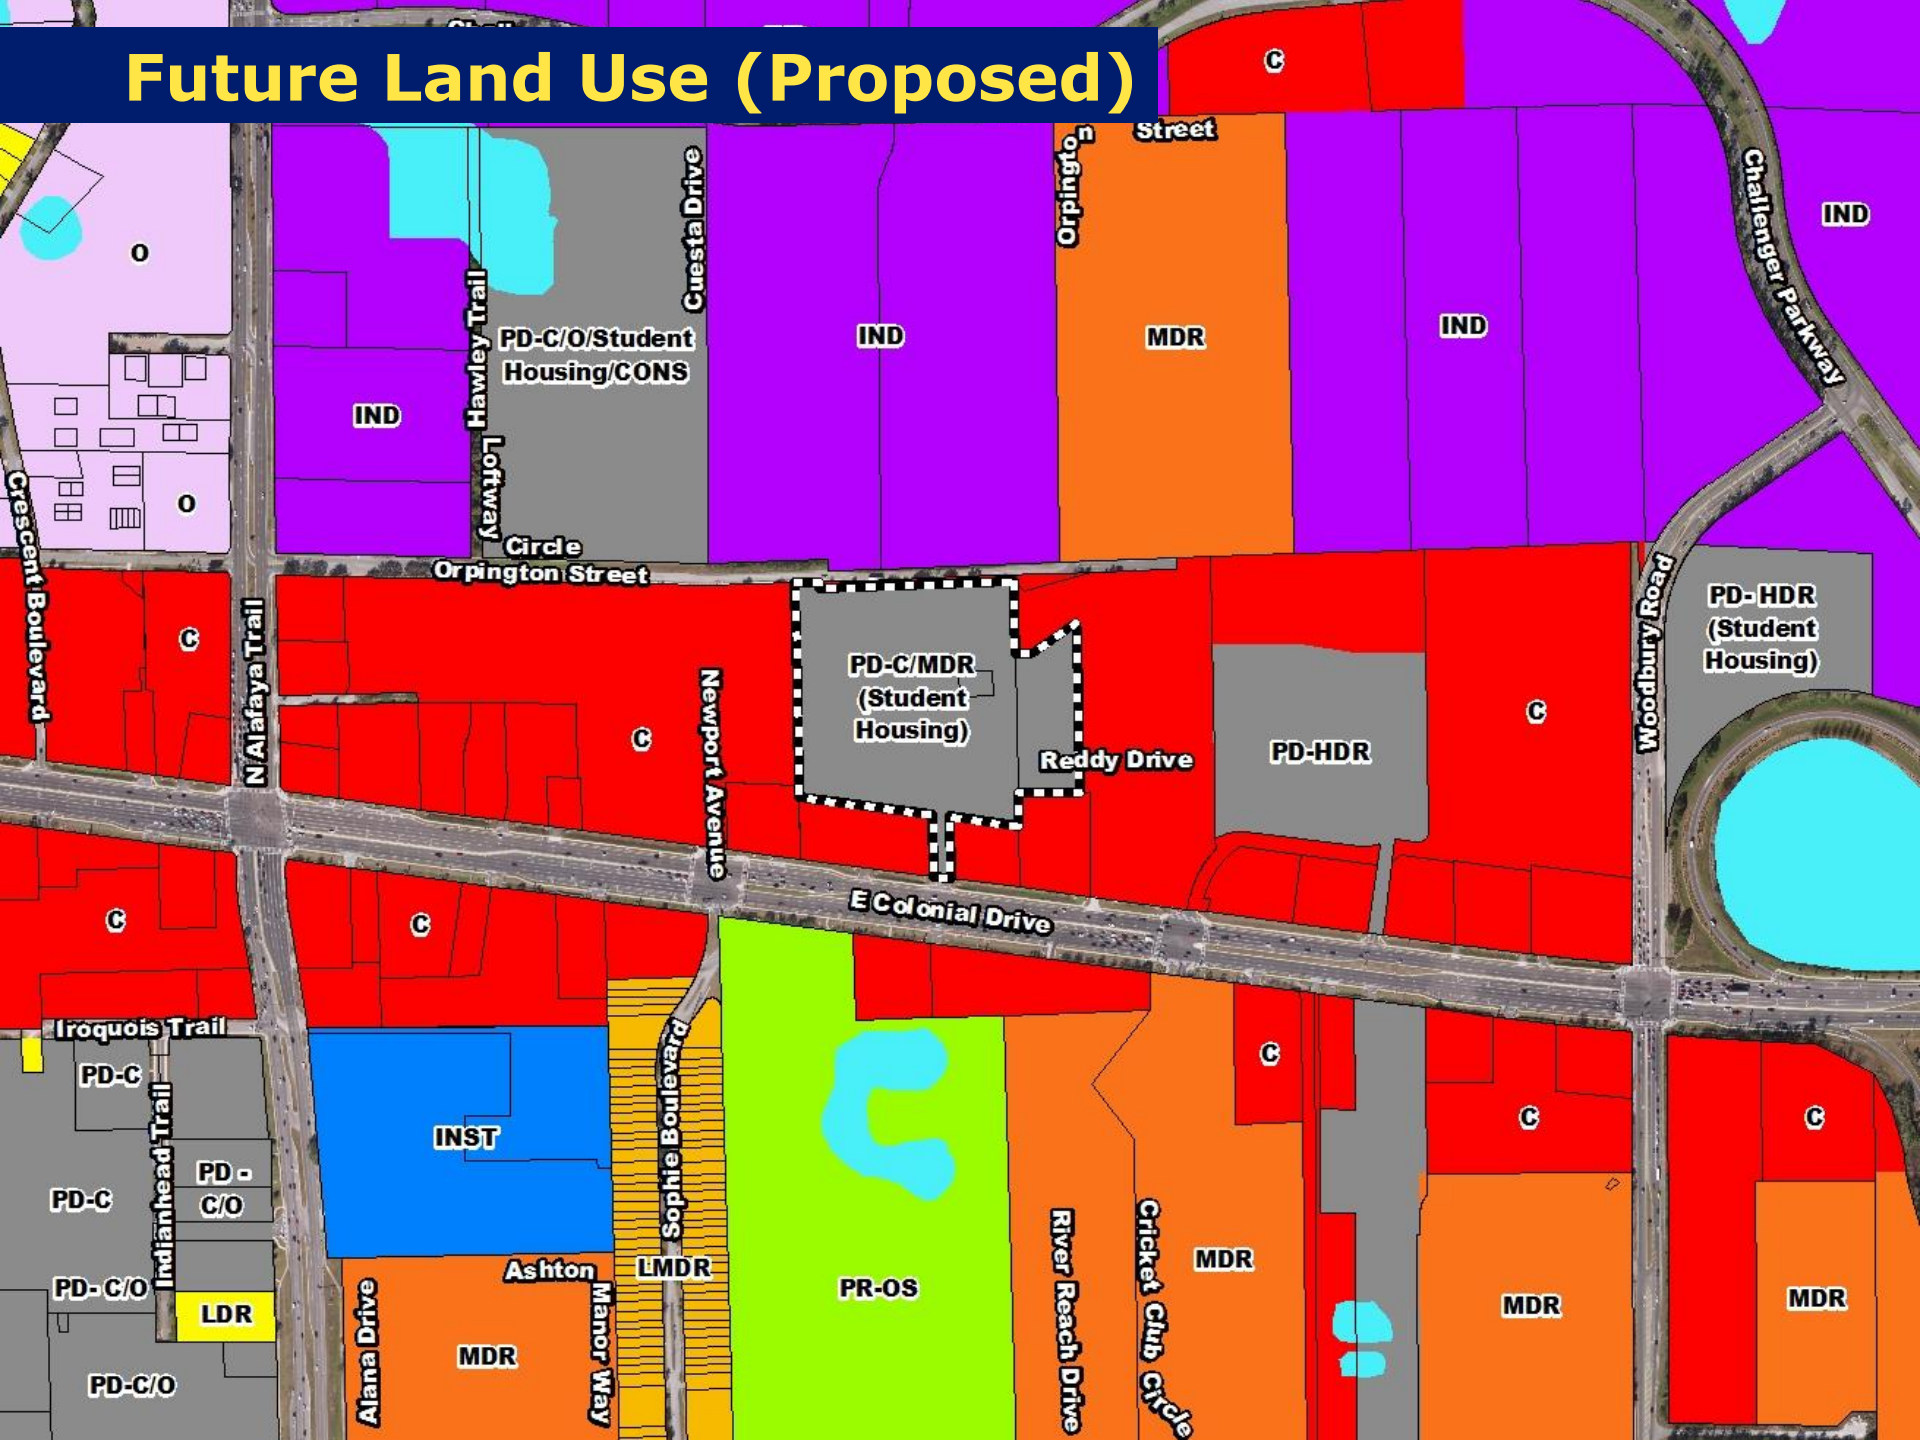 Future Land Use (Proposed)
C
Street
Orpington
Cuesta Drive
Challenger Parkway
IND
O
Hawley Trail
PD-C/O/Student
Housing/CONS
IND
MDR
IND
IND
Loftway
Circle
O
Crescent Boulevard
Orpington Street
N Alafaya Trail
C
Newport Avenue
C
PD-C/MDR
(Student
Housing)
Reddy Drive
PD-HDR
C
Woodbury Road
PD- HDR
(Student
Housing)
E Colonial Drive
C
C
Iroquois Trail
PD-C
Indianhead Trail
PD -
C/O
PD-C
PD- C/O
LDR
PD-C/O
INST
Sophie Boulevard
LMDR
Ashton
Manor Way
Alana Drive
MDR
PR-OS
River Reach Drive
Cricket Club Circle
MDR
C
C
MDR
C
MDR